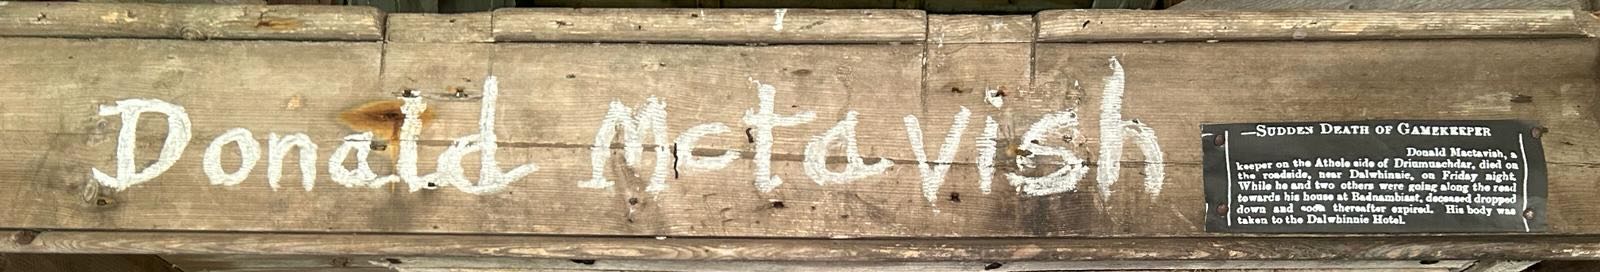 Donald Mctavish
—SUDDEN DEATH OF GAMEKEEPER
Donald Mactavish, a
keeper on the Athole side of Driumuachdar, died on
the roadside, near Dalwhinnie, on Friday night.
While he and two others were going along the road
towards his house at Badnambiast, deceased dropped
down and soon thereafter expired. His body was
taken to the Dalwhinnie Hotel.